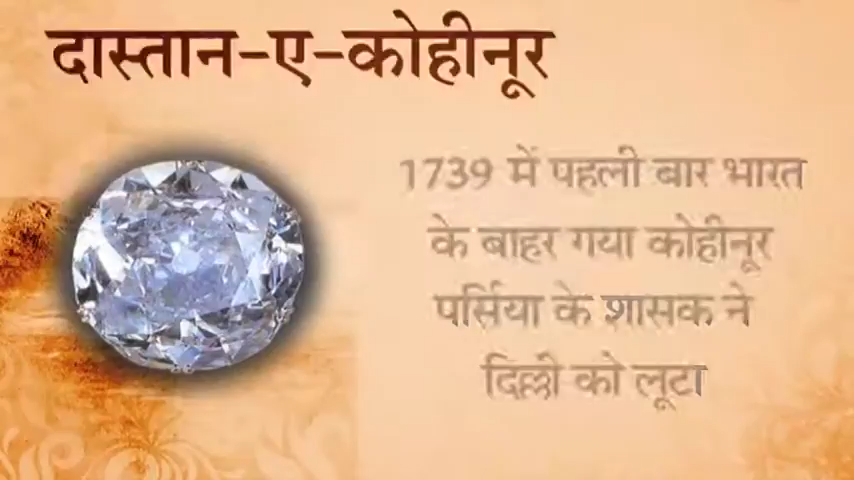 दास्तान-ए-कोहीनूर
1739 में पहली बार भारत
के बाहर गया कोहीनूर
पर्सिया के शासक ने
दिल्ली को लूटा